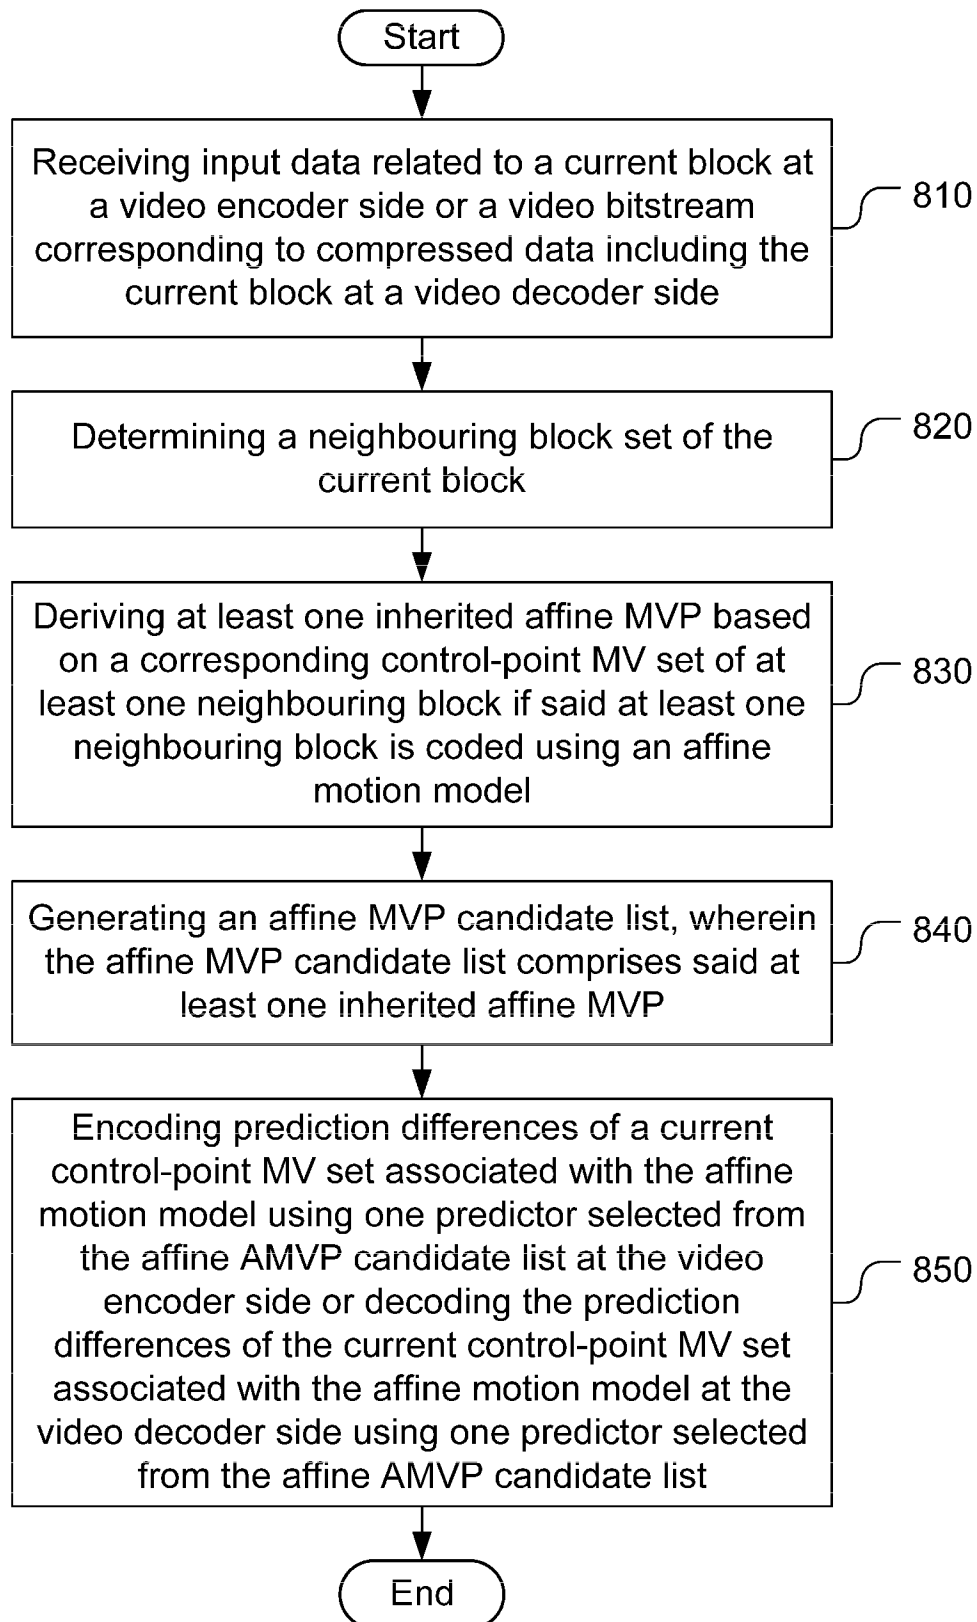 Start
Receiving input data related to a current block at
a video encoder side or a video bitstream
corresponding to compressed data including the
current block at a video decoder side
810
Determining a neighbouring block set of the
current block
820
Deriving at least one inherited affine MVP based
on a corresponding control-point MV set of at
least one neighbouring block if said at least one
neighbouring block is coded using an affine
motion model
830
Generating an affine MVP candidate list, wherein
the affine MVP candidate list comprises said at
least one inherited affine MVP
840
Encoding prediction differences of a current
control-point MV set associated with the affine
motion model using one predictor selected from
the affine AMVP candidate list at the video
encoder side or decoding the prediction
differences of the current control-point MV set
associated with the affine motion model at the
video decoder side using one predictor selected
from the affine AMVP candidate list
850
End